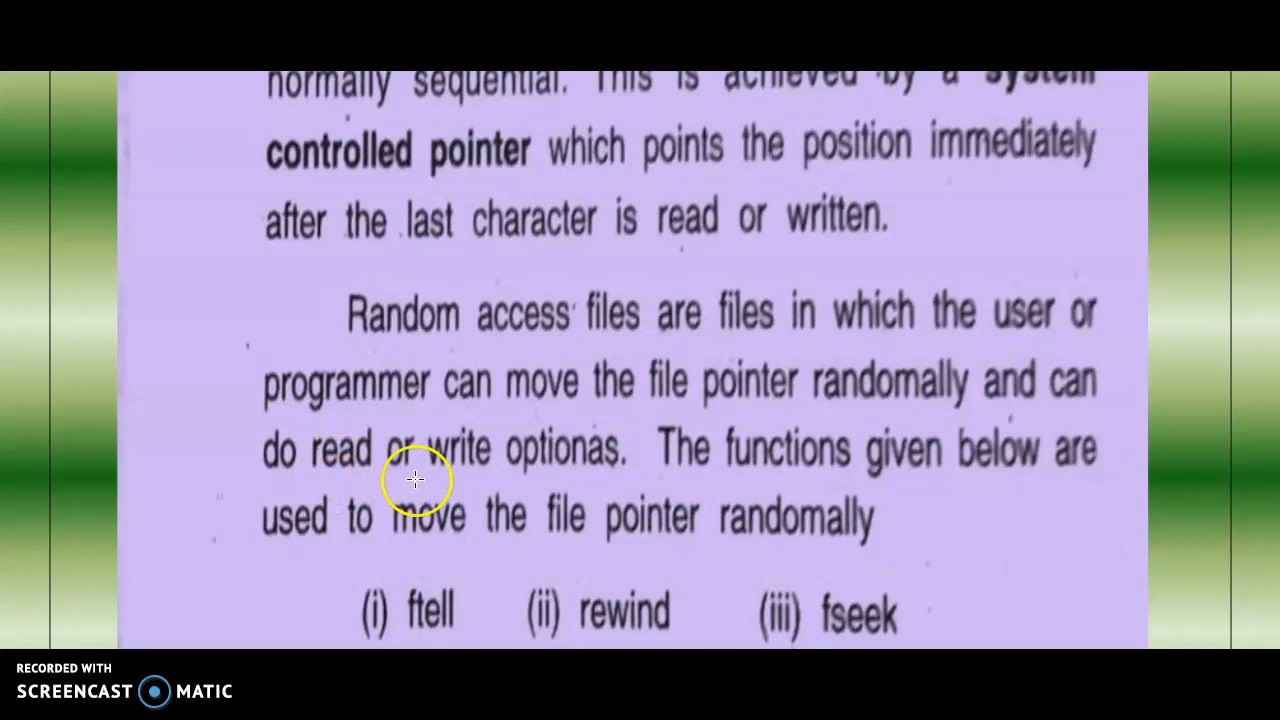 normally sequential. This is achieved by a system
controlled pointer which points the position immediately
after the last character is read or written.
Random access files are files in which the user or
programmer can move the file pointer randomally and can
do read or write optionas. The functions given below are
used to move the file pointer randomally
(i) ftell (ii) rewind (iii) fseek
RECORDED WITH
SCREENCAST MATIC